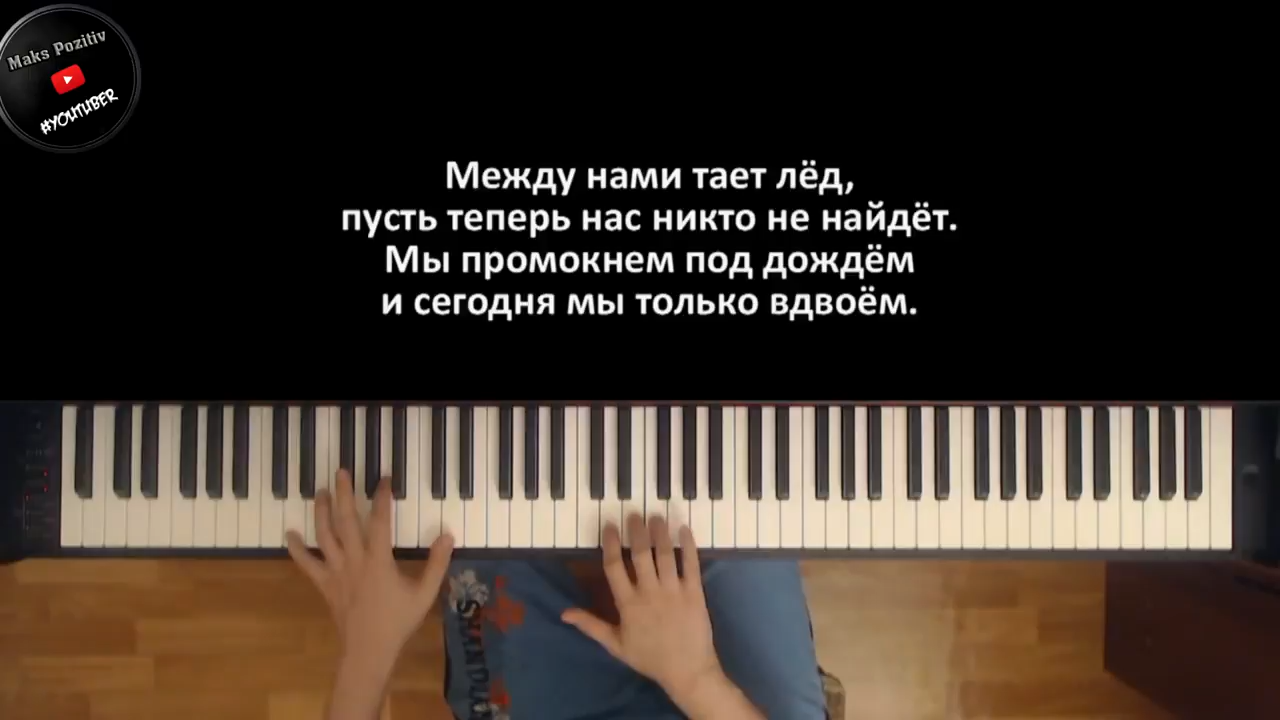 Maks Pozitiv
#YOUTUBER
Между нами тает лёд,
пусть теперь нас никто не найдёт.
Мы промокнем под дождём
и сегодня мы только вдвоём.